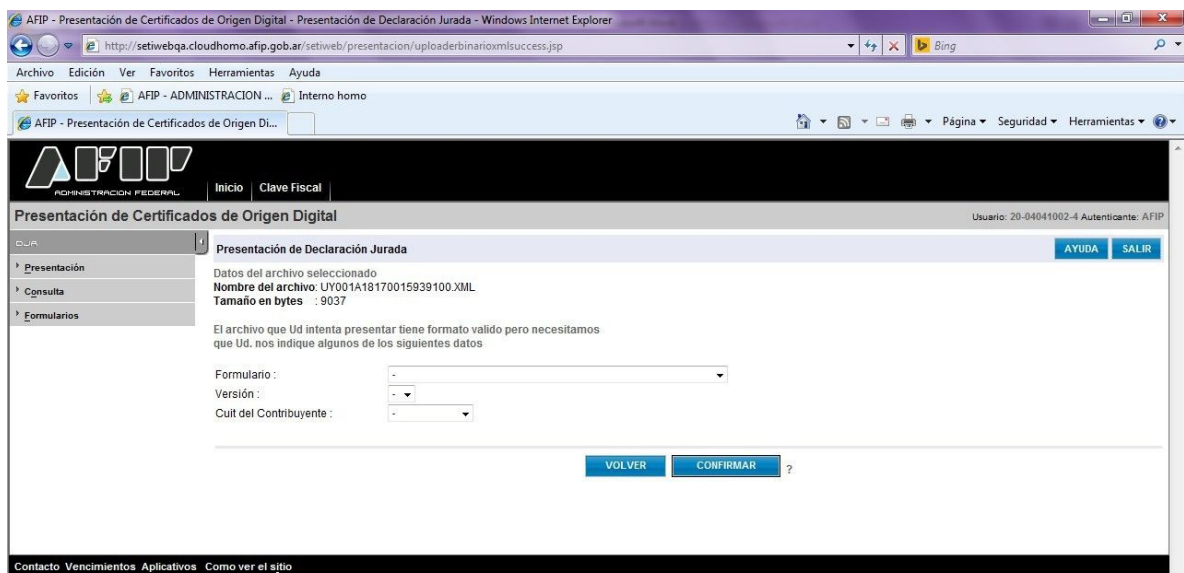 AFIP - Presentación de Certificados de Origen Digital - Presentación de Declaración Jurada - Windows Internet Explorer
http://setiwebqa.cloudhomo.afip.gob.ar/setiweb/presentacion/uploaderbinarioxmlsuccess.jsp
Bing
Archivo Edición Ver Favoritos Herramientas Ayuda
Favoritos AFIP - ADMINISTRACION ... Interno homo
AFIP - Presentación de Certificados de Origen Di... Página Seguridad Herramientas
AFIP
ADMINISTRACION FEDERAL
Inicio Clave Fiscal
Presentación de Certificados de Origen Digital Usuario: 20-04041002-4 Autenticante: AFIP
DJR
Presentación
Consulta
Formularios
Presentación de Declaración Jurada AYUDA SALIR
Datos del archivo seleccionado
Nombre del archivo: UY001A18170015939100.XML
Tamaño en bytes : 9037
El archivo que Ud intenta presentar tiene formato valido pero necesitamos
que Ud. nos indique algunos de los siguientes datos
Formulario : -
Versión : -
Cuit del Contribuyente : -
VOLVER CONFIRMAR ?
Contacto Vencimientos Aplicativos Como ver el sitio